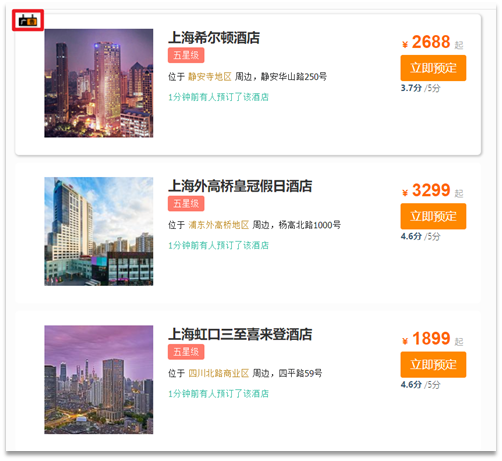 广告
上海希尔顿酒店
五星级
位于 静安寺地区 周边，静安华山路250号
1分钟前有人预订了该酒店
¥ 2688 起
立即预定
3.7分 /5分
上海外高桥皇冠假日酒店
五星级
位于 浦东外高桥地区 周边，杨高北路1000号
1分钟前有人预订了该酒店
¥ 3299 起
立即预定
4.6分 /5分
上海虹口三至喜来登酒店
五星级
位于 四川北路商业区 周边，四平路59号
1分钟前有人预订了该酒店
¥ 1899 起
立即预定
4.6分 /5分